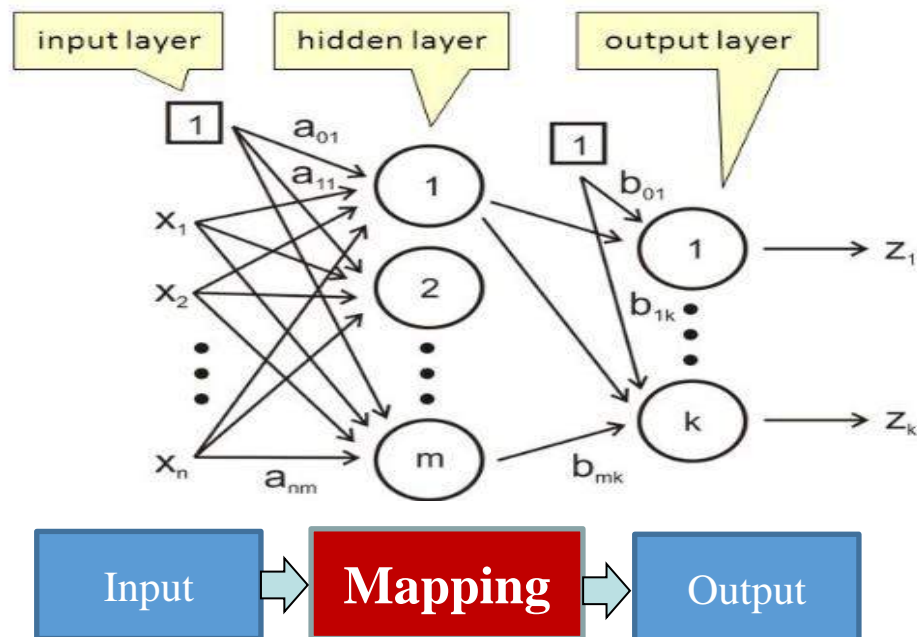 input layer hidden layer output layer
1 a₀₁ 1
a₁₁ 1 b₀₁
x₁ 1 z₁
x₂ 2 b₁ₖ
xₙ aₙₘ m bₘₖ k zₖ
Input Mapping Output